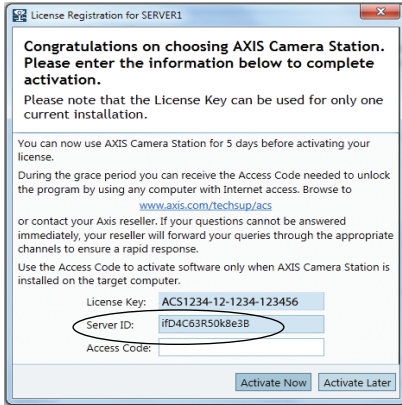 License Registration for SERVER1
Congratulations on choosing AXIS Camera Station.
Please enter the information below to complete
activation.
Please note that the License Key can be used for only one
current installation.
You can now use AXIS Camera Station for 5 days before activating your
license.
During the grace period you can receive the Access Code needed to unlock
the program by using any computer with Internet access. Browse to
www.axis.com/techsup/acs
or contact your Axis reseller. If your questions cannot be answered
immediately, your reseller will forward your queries through the appropriate
channels to ensure a rapid response.
Use the Access Code to activate software only when AXIS Camera Station is
installed on the target computer.
License Key: ACS1234-12-1234-123456
Server ID: ifD4C63R50k8e3B
Access Code:
Activate Now Activate Later